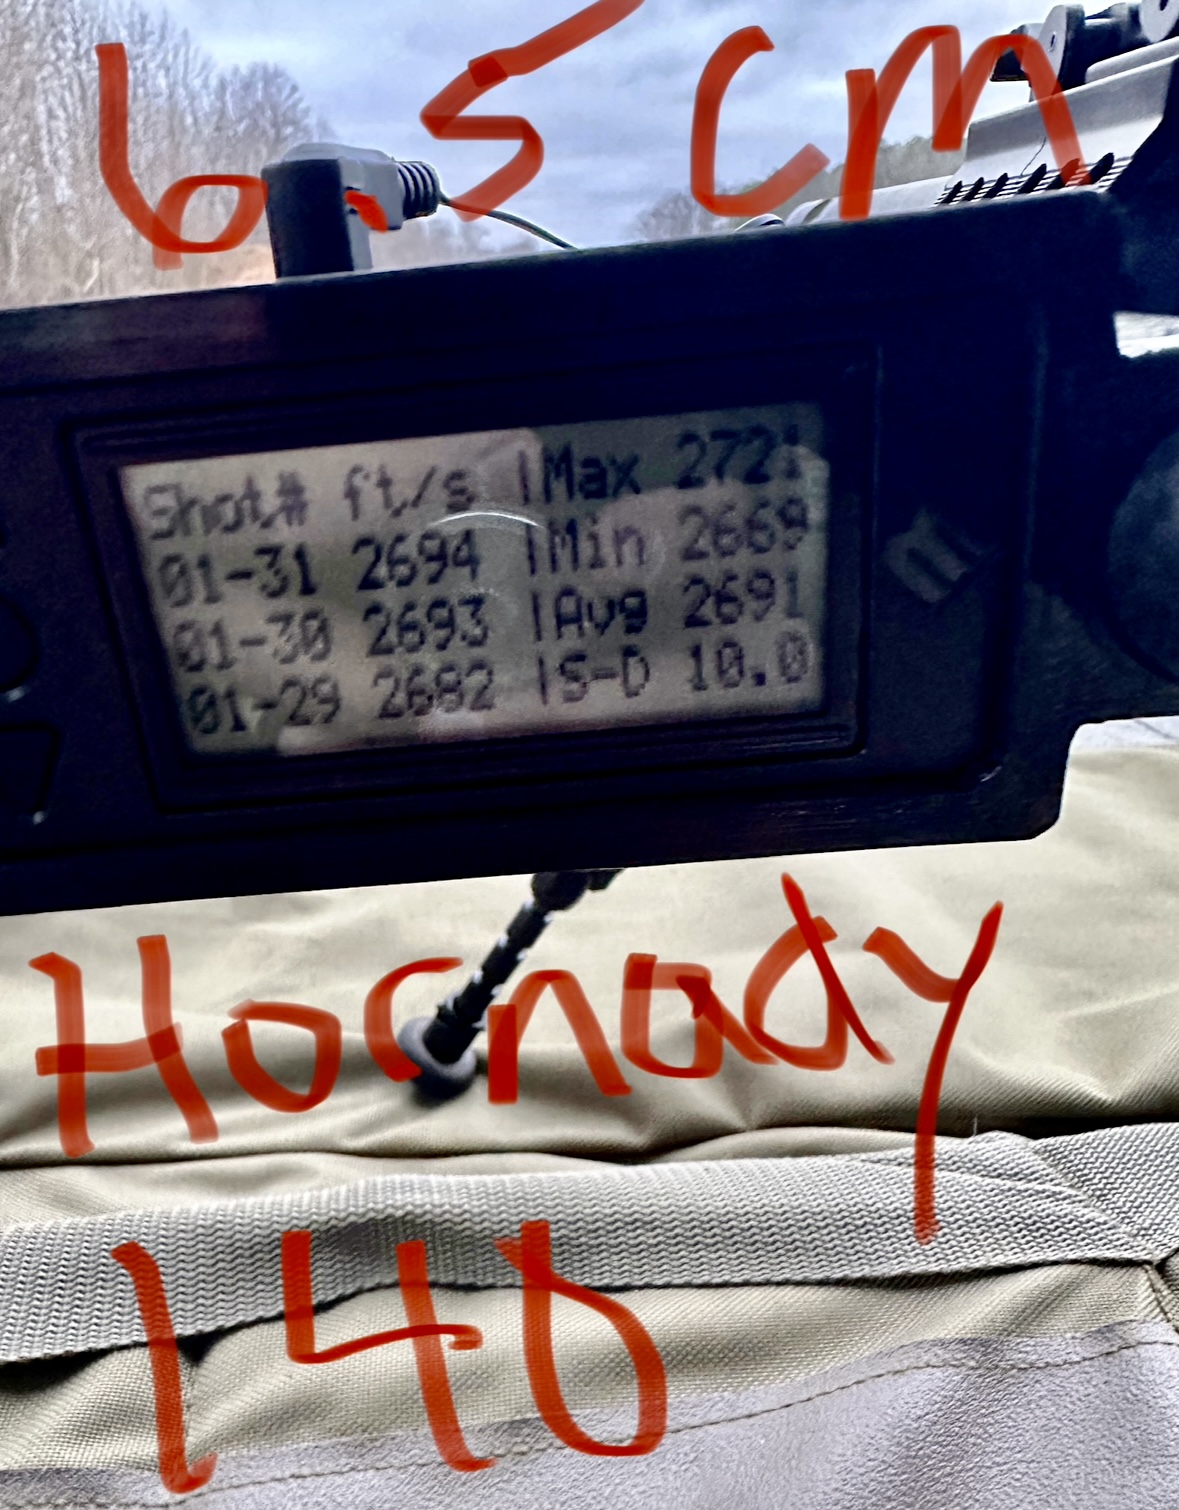 6.5 cm
Shot# ft/s |Max 2721
01-31 2694 |Min 2669
01-30 2693 |Avg 2691
01-29 2682 |S-D 10.0
Hornady
140